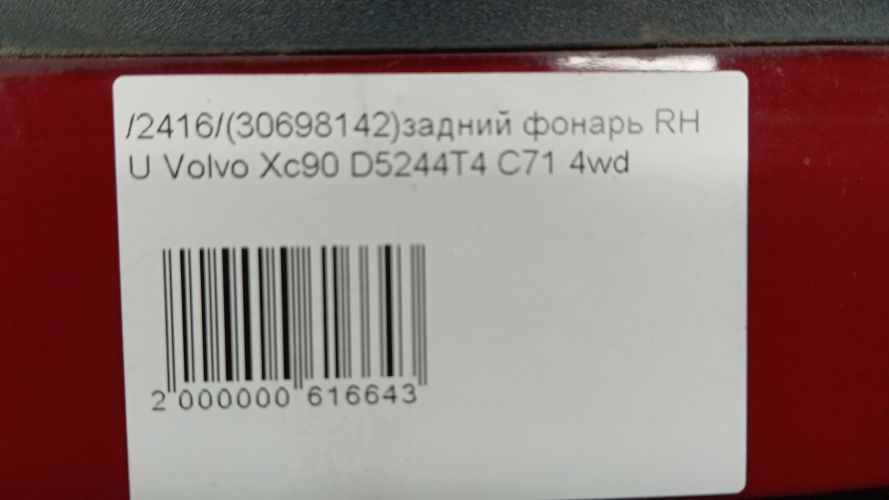 /2416/(30698142)задний фонарь RH
U Volvo Xc90 D5244T4 C71 4wd
2 000000 616643